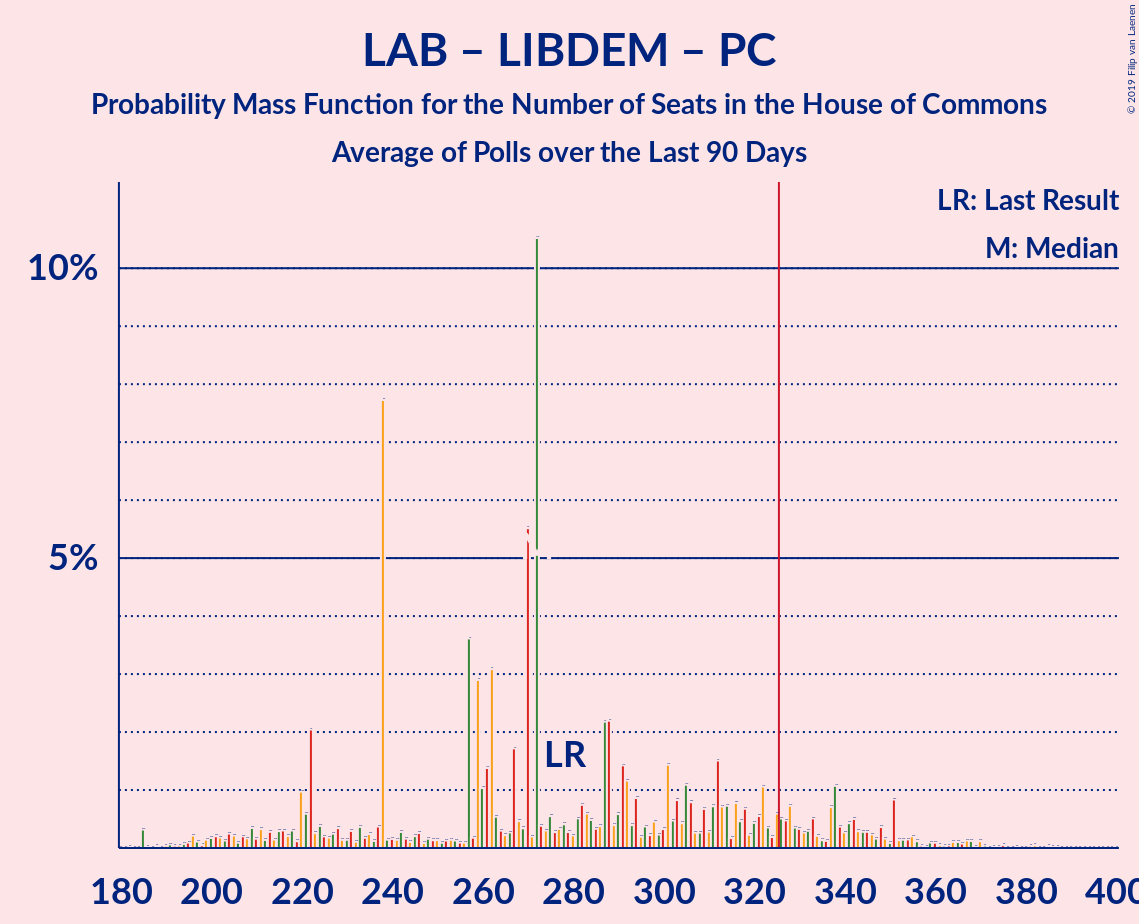 LAB – LIBDEM – PC
Probability Mass Function for the Number of Seats in the House of Commons
Average of Polls over the Last 90 Days
© 2019 Filip van Laenen
LR: Last Result
M: Median
10%
5%
LR
180 200 220 240 260 280 300 320 340 360 380 400